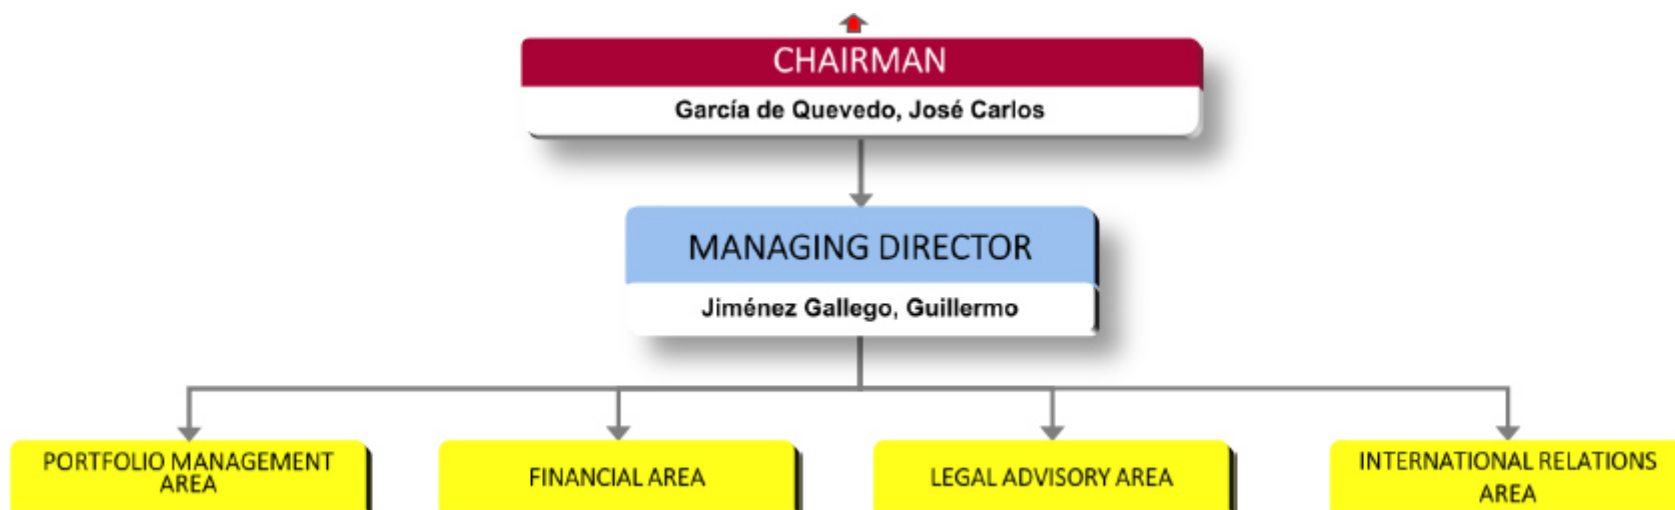 CHAIRMAN
García de Quevedo, José Carlos
MANAGING DIRECTOR
Jiménez Gallego, Guillermo
PORTFOLIO MANAGEMENT
AREA
FINANCIAL AREA
LEGAL ADVISORY AREA
INTERNATIONAL RELATIONS
AREA